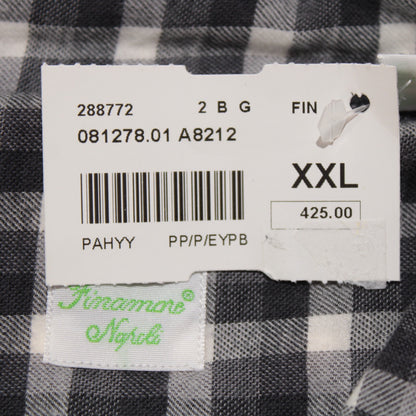 288772 2 B G FIN
081278.01 A8212
XXL
425.00
PAHYY PP/P/EYPB
Finamore®
Napoli